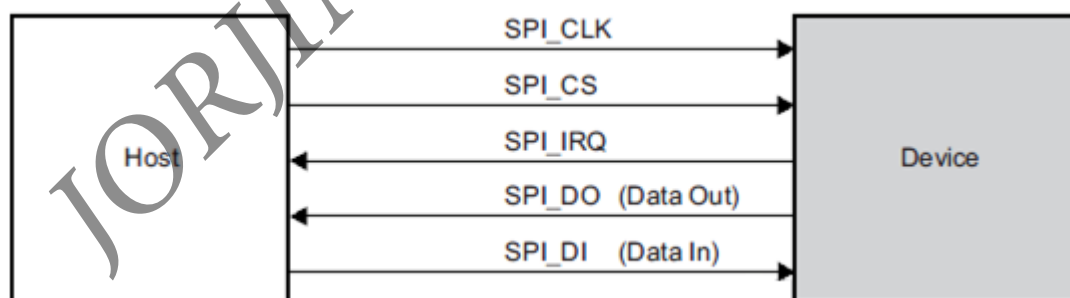 SPI_CLK
SPI_CS
SPI_IRQ
Host
Device
SPI_DO (Data Out)
SPI_DI (Data In)